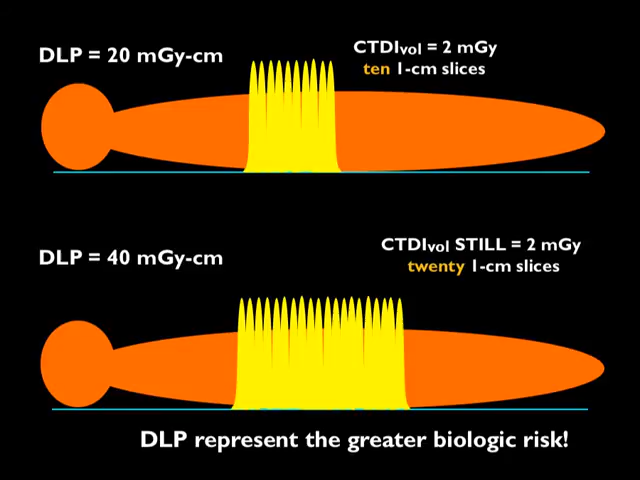 DLP = 20 mGy-cm
CTDIvol = 2 mGy
ten 1-cm slices
DLP = 40 mGy-cm
CTDIvol STILL = 2 mGy
twenty 1-cm slices
DLP represent the greater biologic risk!